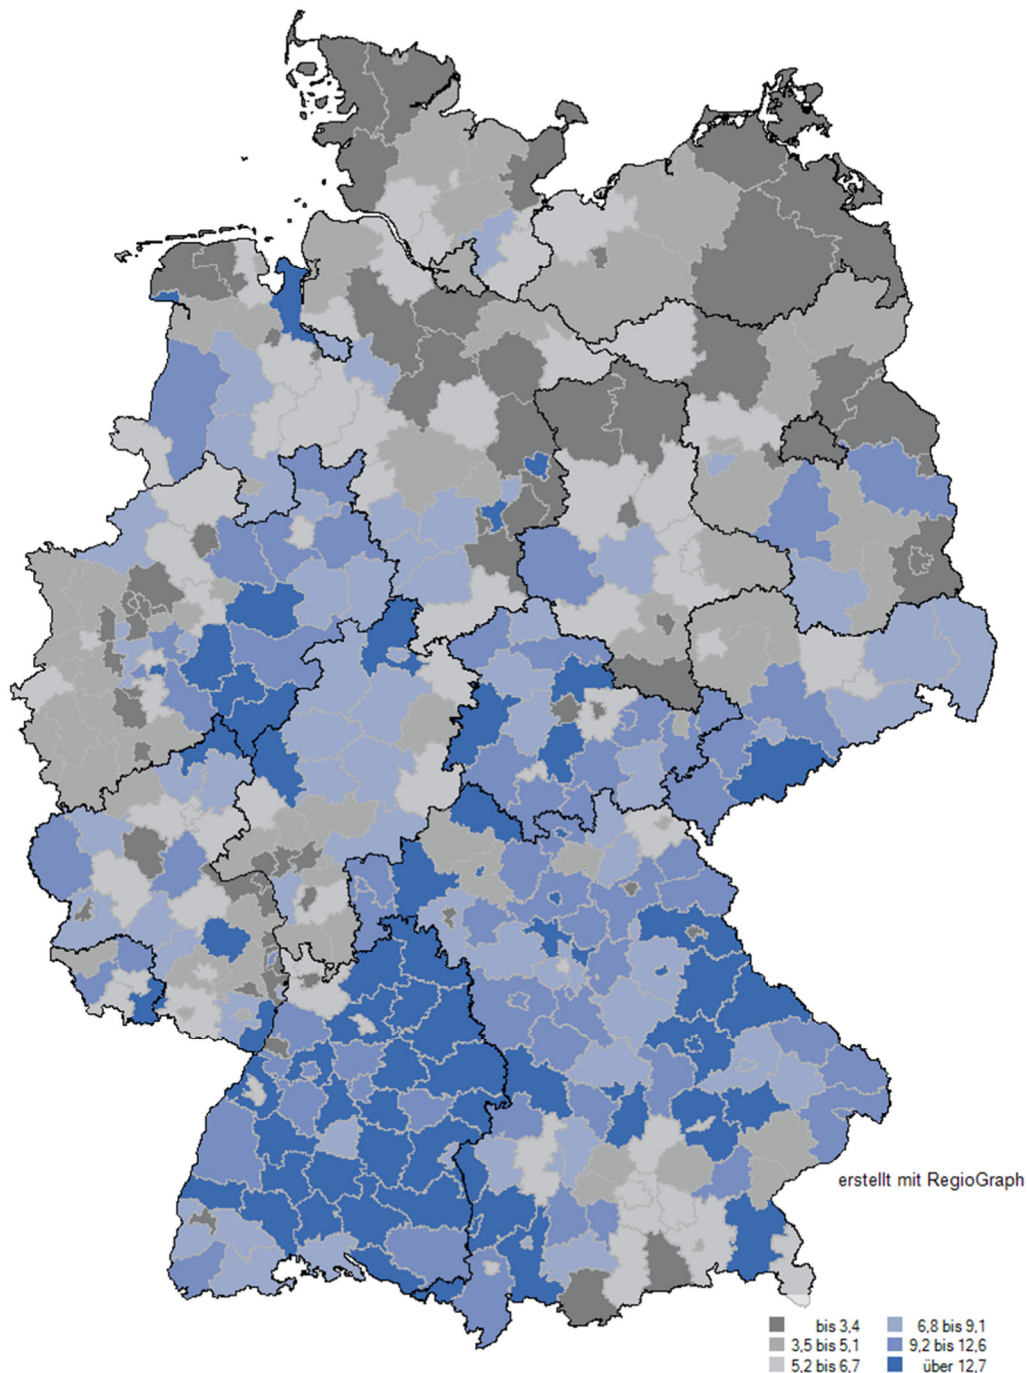 erstellt mit RegioGraph
bis 3,4
6,8 bis 9,1
3,5 bis 5,1
9,2 bis 12,6
5,2 bis 6,7
über 12,7